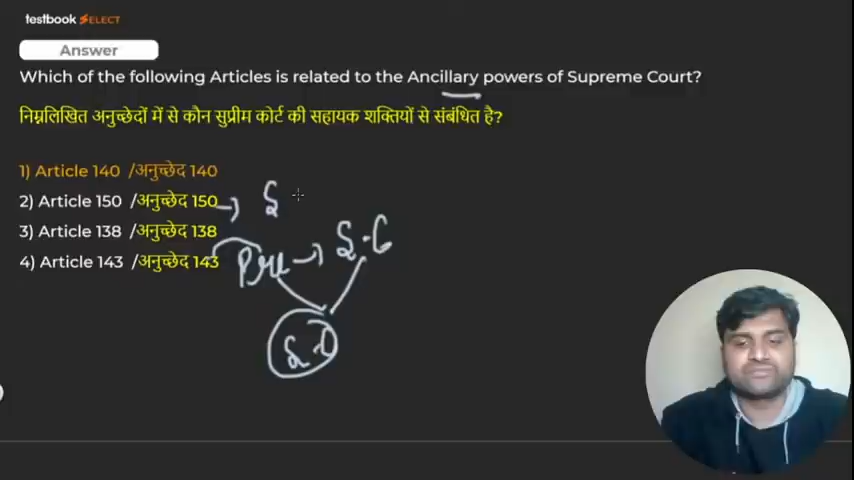 testbook SELECT
Answer
Which of the following Articles is related to the Ancillary powers of Supreme Court?
निम्नलिखित अनुच्छेदों में से कौन सुप्रीम कोर्ट की सहायक शक्तियों से संबंधित है?
1) Article 140 /अनुच्छेद 140
2) Article 150 /अनुच्छेद 150
3) Article 138 /अनुच्छेद 138
S.C
4) Article 143 /अनुच्छेद 143